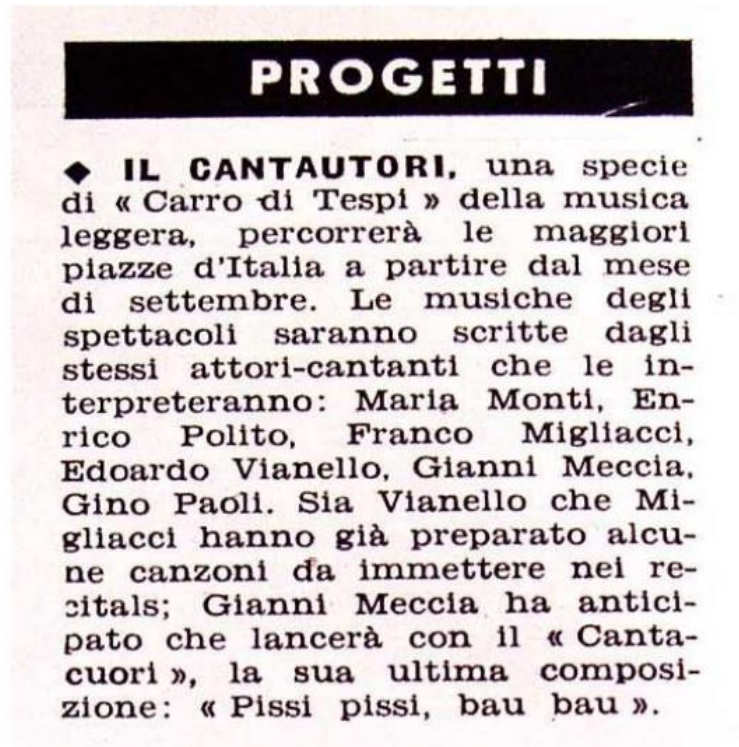 PROGETTI
◆ IL CANTAUTORI, una specie
di « Carro di Tespi » della musica
leggera, percorrerà le maggiori
piazze d'Italia a partire dal mese
di settembre. Le musiche degli
spettacoli saranno scritte dagli
stessi attori-cantanti che le in-
terpreteranno: Maria Monti, En-
rico Polito, Franco Migliacci,
Edoardo Vianello, Gianni Meccia,
Gino Paoli. Sia Vianello che Mi-
gliacci hanno già preparato alcu-
ne canzoni da immettere nei re-
citals; Gianni Meccia ha antici-
pato che lancerà con il « Canta-
cuori », la sua ultima composi-
zione: « Pissi pissi, bau bau ».